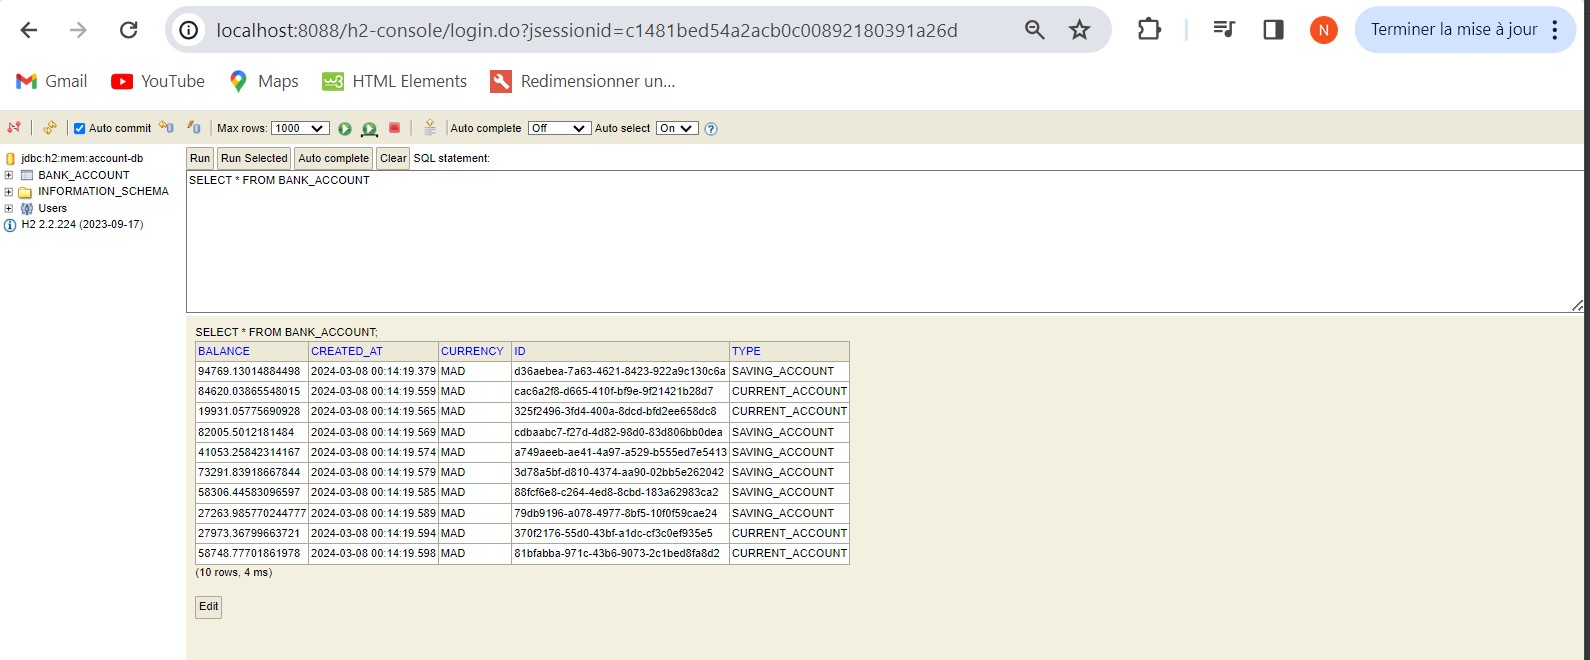 localhost:8088/h2-console/login.do?jsessionid=c1481bed54a2acb0c00892180391a26d N Terminer la mise à jour
Gmail YouTube Maps HTML Elements Redimensionner un...
Auto commit Max rows: 1000 Auto complete Off Auto select On
jdbc:h2:mem:account-db
BANK_ACCOUNT
INFORMATION_SCHEMA
Users
H2 2.2.224 (2023-09-17)
Run Run Selected Auto complete Clear SQL statement:
SELECT * FROM BANK_ACCOUNT
SELECT * FROM BANK_ACCOUNT;
BALANCE CREATED_AT CURRENCY ID TYPE
94769.13014884498 2024-03-08 00:14:19.379 MAD d36aebea-7a63-4621-8423-922a9c130c6a SAVING_ACCOUNT
84620.03865548015 2024-03-08 00:14:19.559 MAD cac6a2f8-d665-410f-bf9e-9f21421b28d7 CURRENT_ACCOUNT
19931.05775690928 2024-03-08 00:14:19.565 MAD 325f2496-3fd4-400a-8dcd-bfd2ee658dc8 CURRENT_ACCOUNT
82005.5012181484 2024-03-08 00:14:19.569 MAD cdbaabc7-f27d-4d82-98d0-83d806bb0dea SAVING_ACCOUNT
41053.25842314167 2024-03-08 00:14:19.574 MAD a749aeeb-ae41-4a97-a529-b555ed7e5413 SAVING_ACCOUNT
73291.83918667844 2024-03-08 00:14:19.579 MAD 3d78a5bf-d810-4374-aa90-02bb5e262042 SAVING_ACCOUNT
58306.44583096597 2024-03-08 00:14:19.585 MAD 88fcf6e8-c264-4ed8-8cbd-183a62983ca2 SAVING_ACCOUNT
27263.985770244777 2024-03-08 00:14:19.589 MAD 79db9196-a078-4977-8bf5-10f0f59cae24 SAVING_ACCOUNT
27973.36799663721 2024-03-08 00:14:19.594 MAD 370f2176-55d0-43bf-a1dc-cf3c0ef935e5 CURRENT_ACCOUNT
58748.77701861978 2024-03-08 00:14:19.598 MAD 81bfabba-971c-43b6-9073-2c1bed8fa8d2 CURRENT_ACCOUNT
(10 rows, 4 ms)
Edit